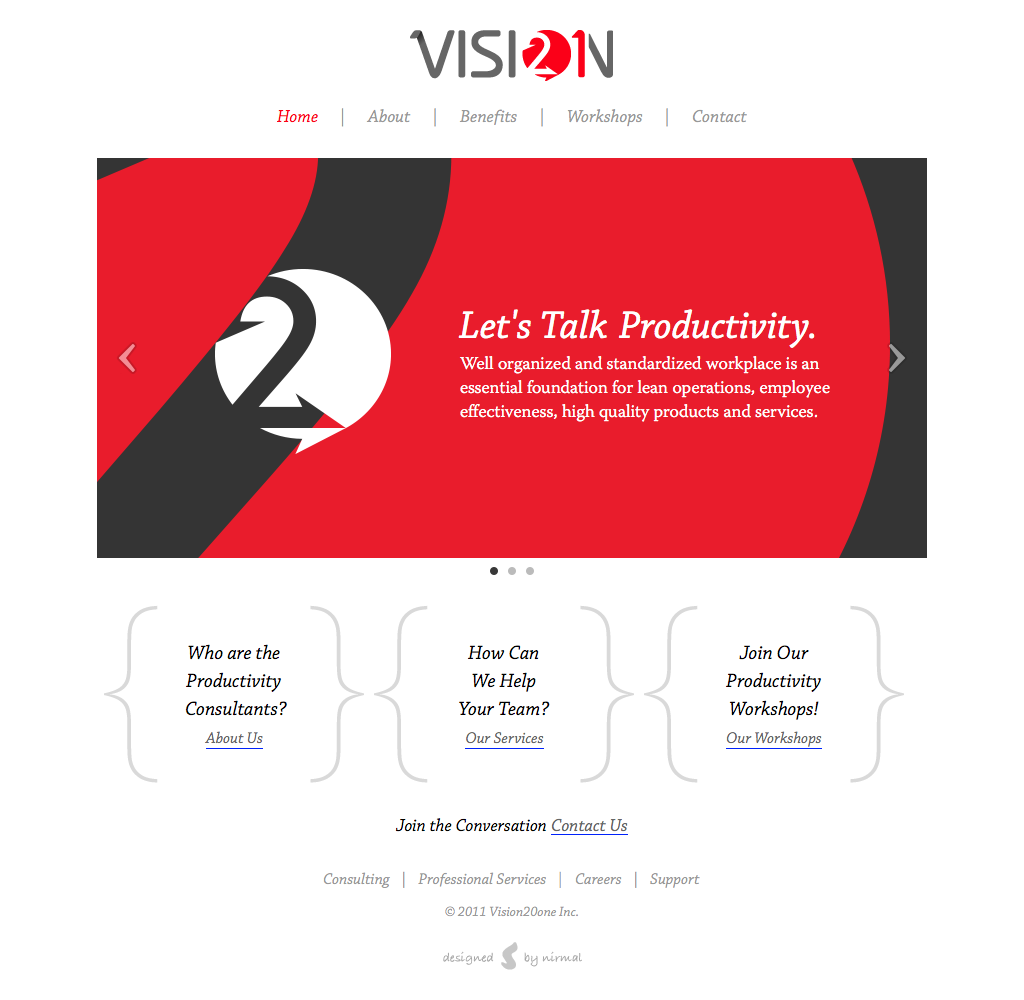 VISI21N
Home | About | Benefits | Workshops | Contact
2
Let's Talk Productivity.
Well organized and standardized workplace is an
essential foundation for lean operations, employee
effectiveness, high quality products and services.
Who are the
Productivity
Consultants?
About Us
How Can
We Help
Your Team?
Our Services
Join Our
Productivity
Workshops!
Our Workshops
Join the Conversation Contact Us
Consulting | Professional Services | Careers | Support
© 2011 Vision20one Inc.
designed by nirmal